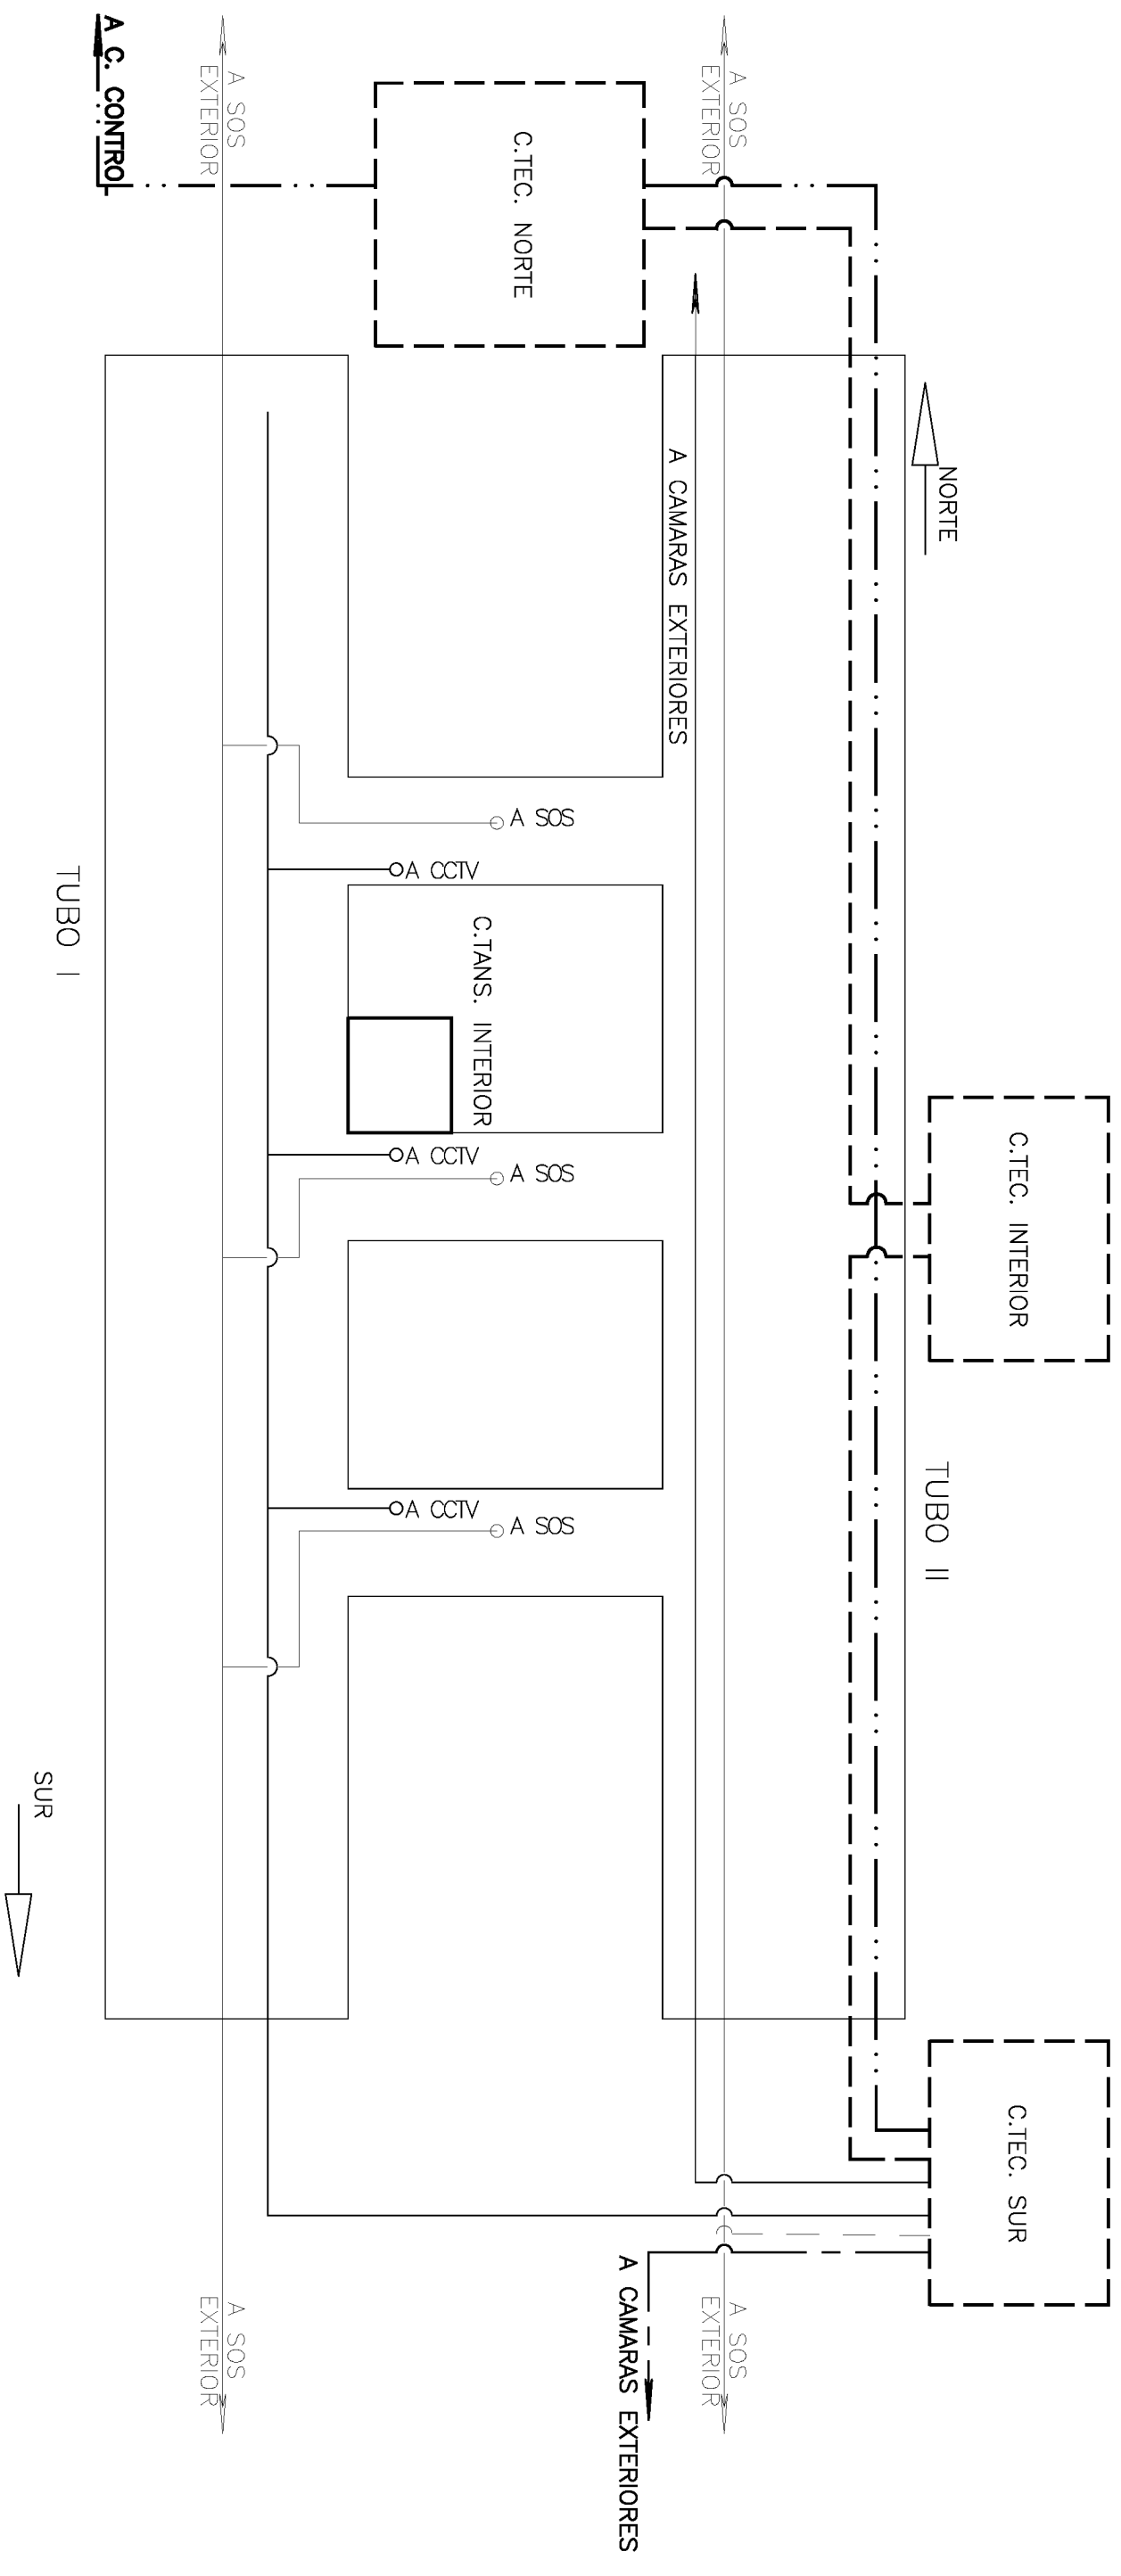 A C. CONTRO
A SOS
EXTERIOR
A SOS
EXTERIOR
C.TEC. NORTE
NORTE
A CAMARAS EXTERIORES
A SOS
A CCTV
C.TANS. INTERIOR
TUBO I
A CCTV
A SOS
C.TEC. INTERIOR
TUBO II
A CCTV
A SOS
SUR
C.TEC. SUR
A CAMARAS EXTERIORES
A SOS
EXTERIOR
A SOS
EXTERIOR